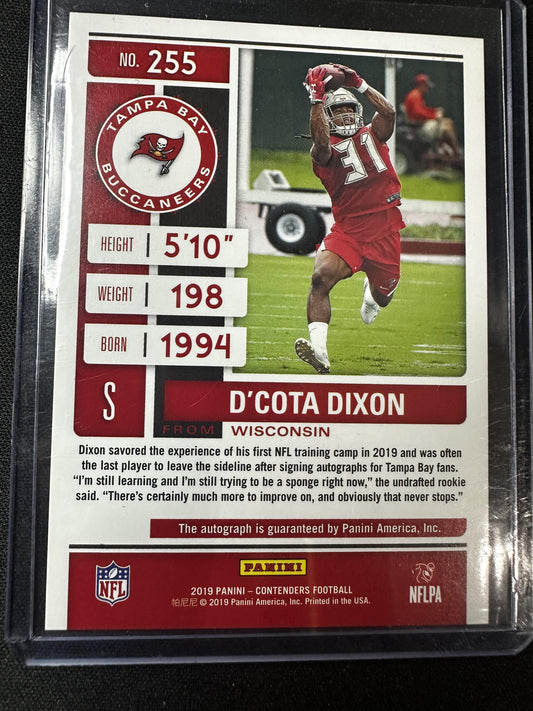 NO. 255
TAMPA BAY
BUCCANEERS
31
HEIGHT | 5'10"
WEIGHT | 198
BORN | 1994
S
D'COTA DIXON
FROM WISCONSIN
Dixon savored the experience of his first NFL training camp in 2019 and was often
the last player to leave the sideline after signing autographs for Tampa Bay fans.
"I'm still learning and I'm still trying to be a sponge right now," the undrafted rookie
said. "There's certainly much more to improve on, and obviously that never stops."
The autograph is guaranteed by Panini America, Inc.
NFL
PANINI
2019 PANINI – CONTENDERS FOOTBALL
帕尼尼 © 2019 Panini America, Inc. Printed in the USA.
NFLPA